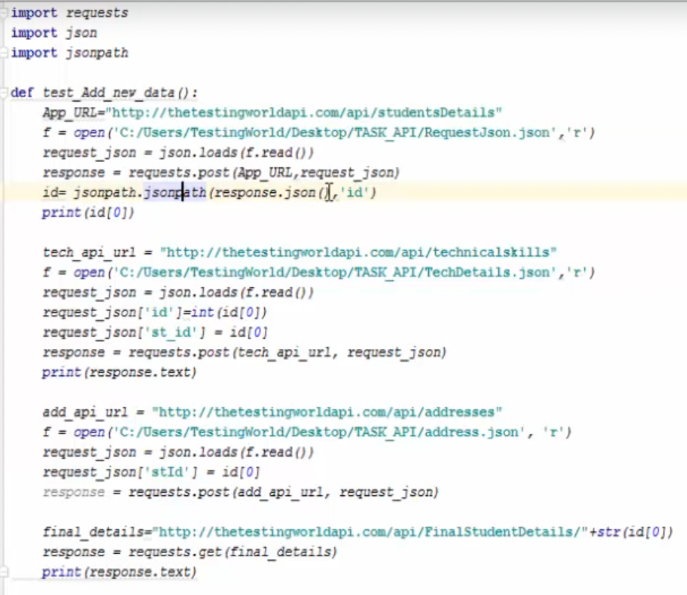 import requests
import json
import jsonpath
def test_Add_new_data():
App_URL="http://thetestingworldapi.com/api/studentsDetails"
f = open('C:/Users/TestingWorld/Desktop/TASK_API/RequestJson.json','r')
request_json = json.loads(f.read())
response = requests.post(App_URL,request_json)
id= jsonpath.jsonpath(response.json(),'id')
print(id[0])
tech_api_url = "http://thetestingworldapi.com/api/technicalskills"
f = open('C:/Users/TestingWorld/Desktop/TASK_API/TechDetails.json','r')
request_json = json.loads(f.read())
request_json['id']=int(id[0])
request_json['st_id'] = id[0]
response = requests.post(tech_api_url, request_json)
print(response.text)
add_api_url = "http://thetestingworldapi.com/api/addresses"
f = open('C:/Users/TestingWorld/Desktop/TASK_API/address.json', 'r')
request_json = json.loads(f.read())
request_json['stId'] = id[0]
response = requests.post(add_api_url, request_json)
final_details="http://thetestingworldapi.com/api/FinalStudentDetails/"+str(id[0])
response = requests.get(final_details)
print(response.text)